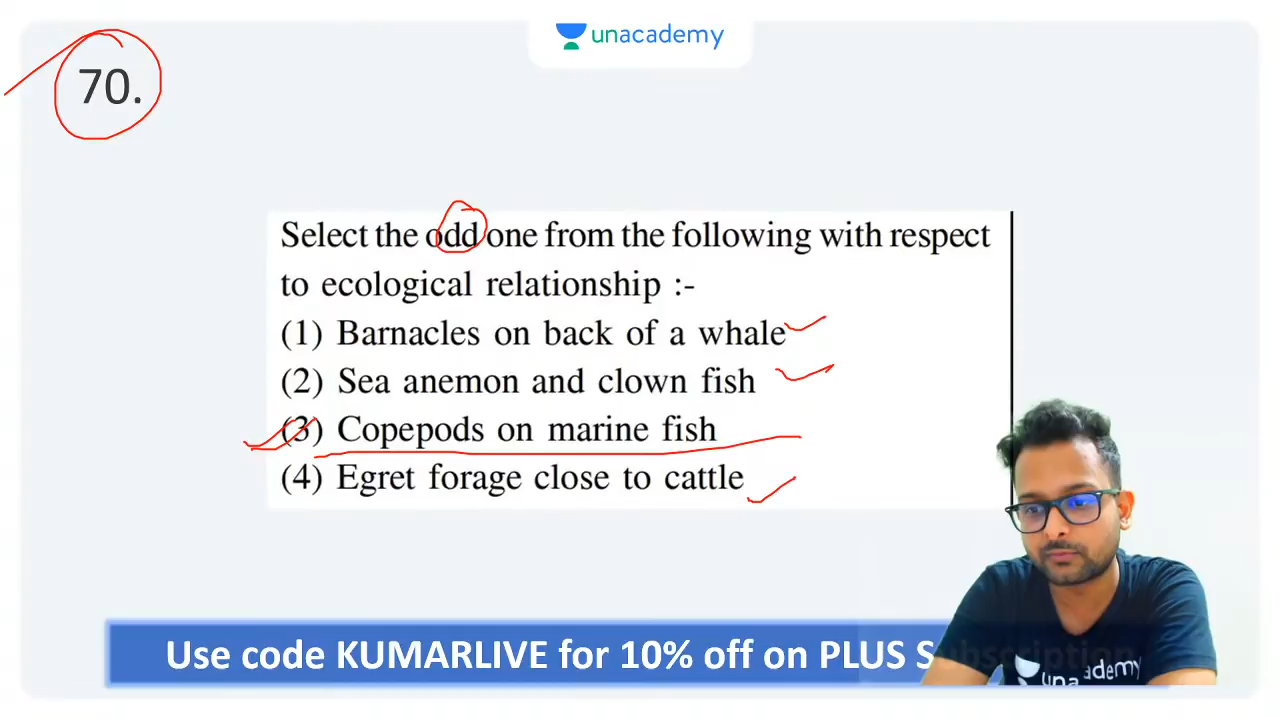 unacademy
70.
Select the odd one from the following with respect
to ecological relationship :-
(1) Barnacles on back of a whale
(2) Sea anemon and clown fish
(3) Copepods on marine fish
(4) Egret forage close to cattle
Use code KUMARLIVE for 10% off on PLUS Subscription
unacademy